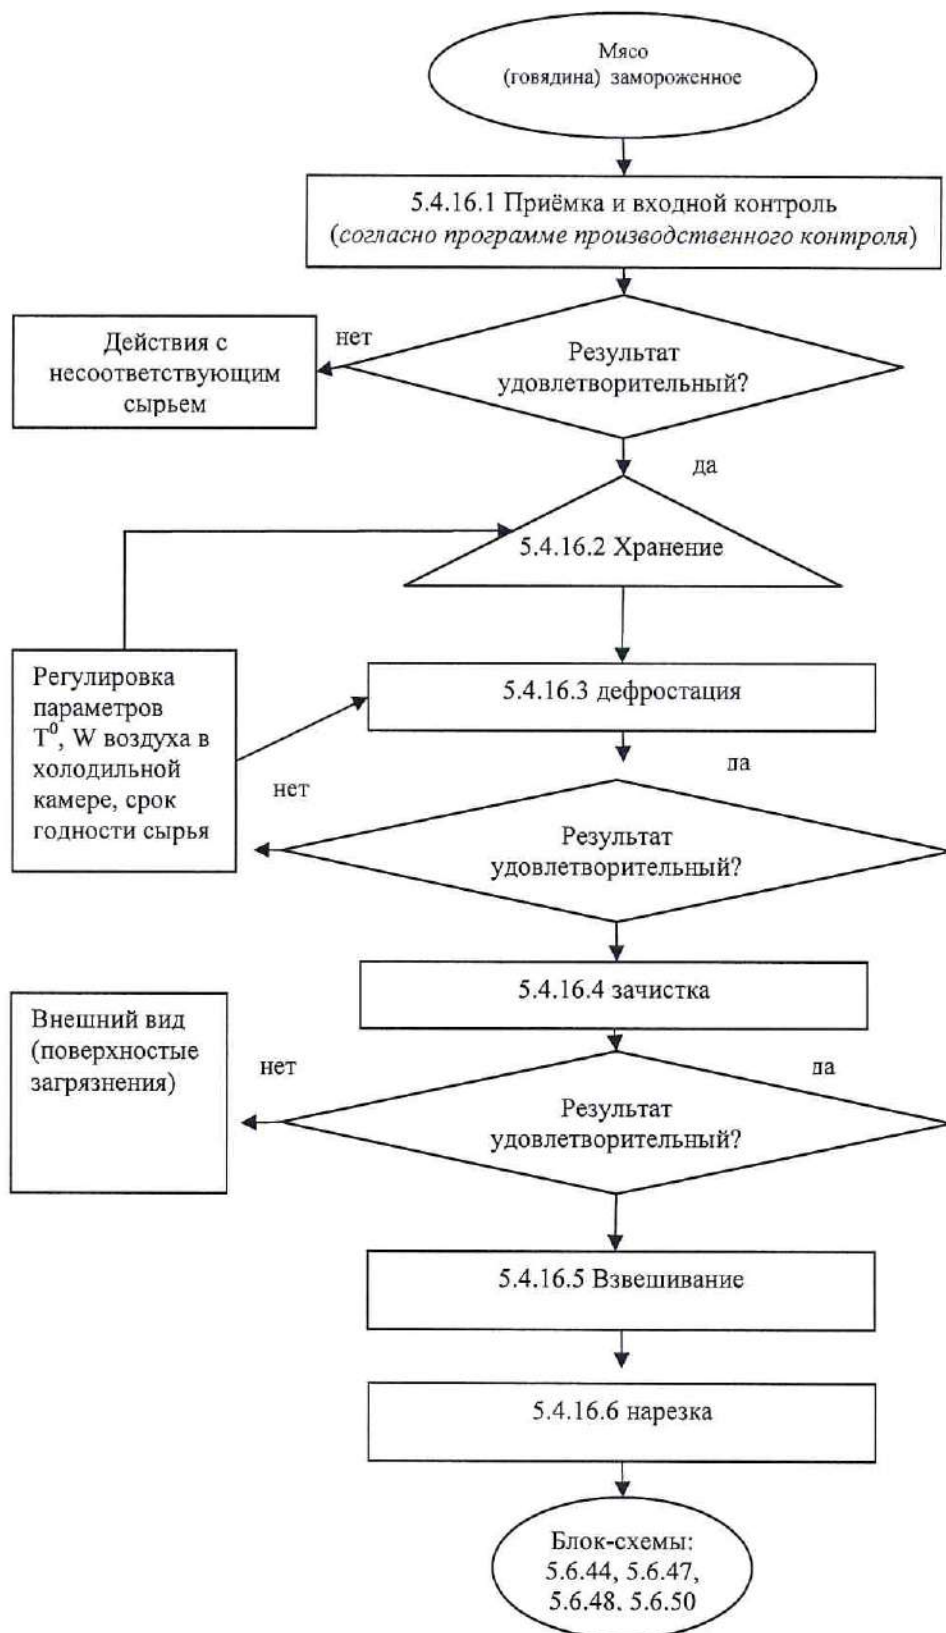 Мясо
(говядина) замороженное
5.4.16.1 Приёмка и входной контроль
(согласно программе производственного контроля)
нет
Действия с
несоответствующим
сырьем
Результат
удовлетворительный?
да
5.4.16.2 Хранение
Регулировка
параметров
T⁰, W воздуха в
холодильной
камере, срок
годности сырья
5.4.16.3 дефростация
да
нет
Результат
удовлетворительный?
5.4.16.4 зачистка
Внешний вид
(поверхностые
загрязнения)
нет
да
Результат
удовлетворительный?
5.4.16.5 Взвешивание
5.4.16.6 нарезка
Блок-схемы:
5.6.44, 5.6.47,
5.6.48. 5.6.50